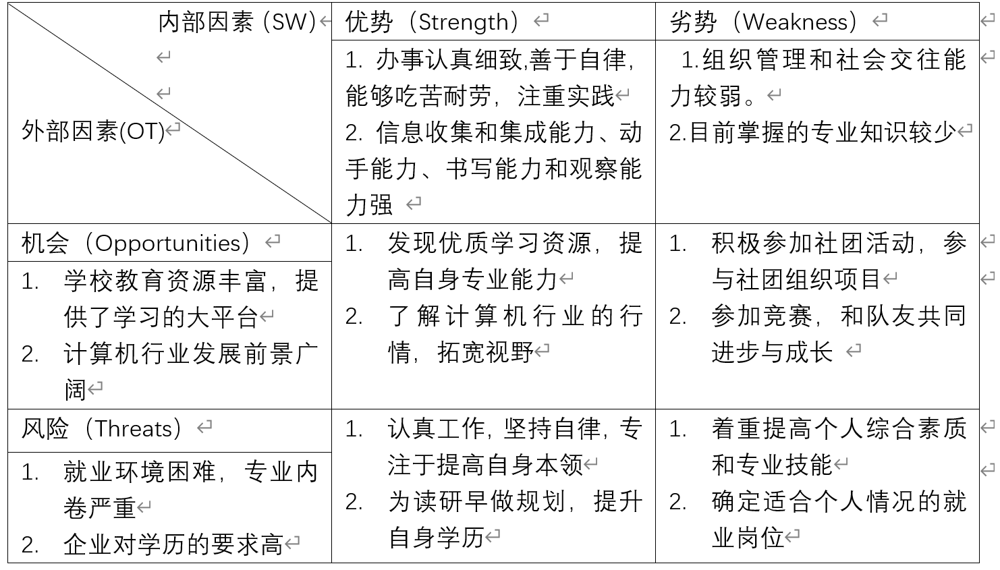 内部因素 (SW)
外部因素(OT)
优势（Strength）
1. 办事认真细致,善于自律，
能够吃苦耐劳，注重实践
2. 信息收集和集成能力、动
手能力、书写能力和观察能
力强
劣势（Weakness）
1.组织管理和社会交往能
力较弱。
2.目前掌握的专业知识较少
机会（Opportunities）
1. 学校教育资源丰富，提
供了学习的大平台
2. 计算机行业发展前景广
阔
1. 发现优质学习资源，提
高自身专业能力
2. 了解计算机行业的行
情，拓宽视野
1. 积极参加社团活动，参
与社团组织项目
2. 参加竞赛，和队友共同
进步与成长
风险（Threats）
1. 就业环境困难，专业内
卷严重
2. 企业对学历的要求高
1. 认真工作，坚持自律，专
注于提高自身本领
2. 为读研早做规划，提升
自身学历
1. 着重提高个人综合素质
和专业技能
2. 确定适合个人情况的就
业岗位